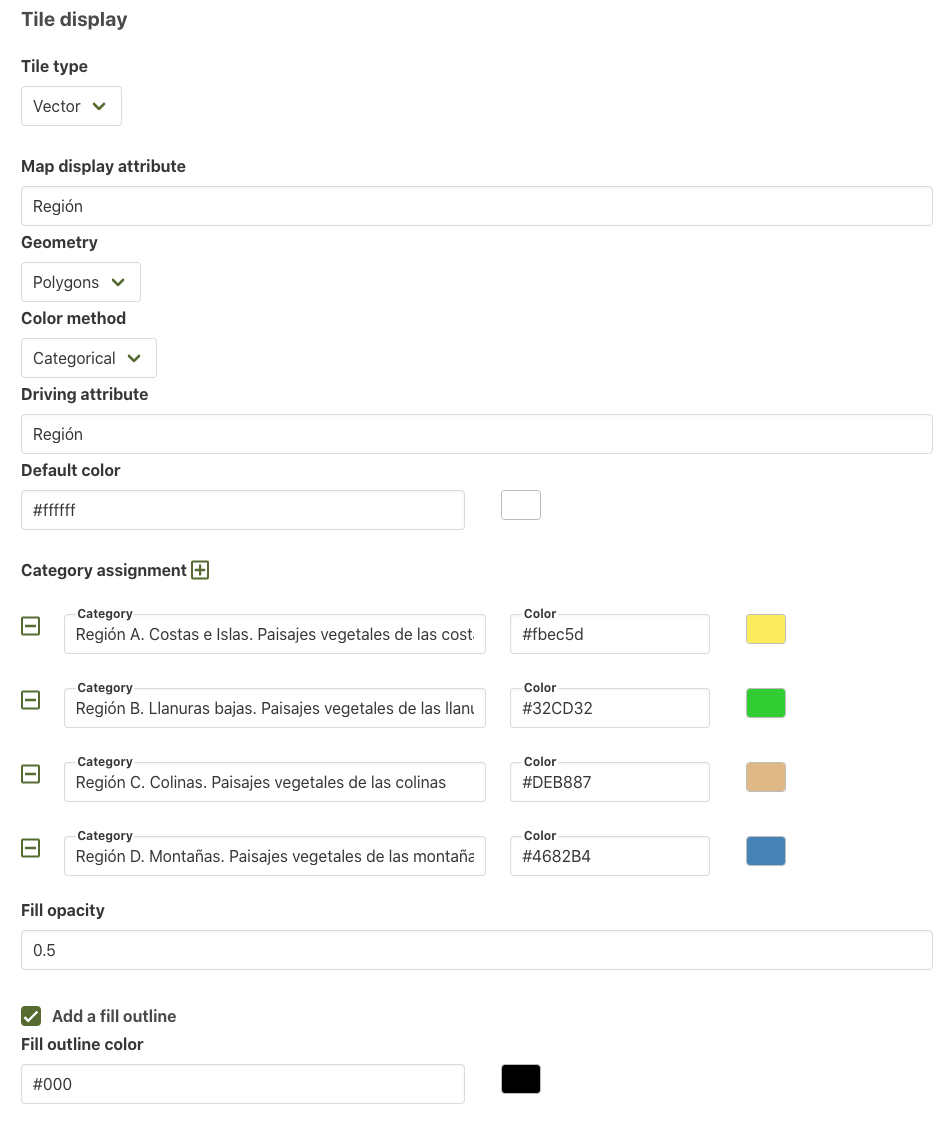 Tile display
Tile type
Vector
Map display attribute
Región
Geometry
Polygons
Color method
Categorical
Driving attribute
Región
Default color
#ffffff
Category assignment
Category
Color
Región A. Costas e Islas. Paisajes vegetales de las cost
#fbec5d
Category
Color
Región B. Llanuras bajas. Paisajes vegetales de las llanu
#32CD32
Category
Color
Región C. Colinas. Paisajes vegetales de las colinas
#DEB887
Category
Color
Región D. Montañas. Paisajes vegetales de las montaña
#4682B4
Fill opacity
0.5
Add a fill outline
Fill outline color
#000